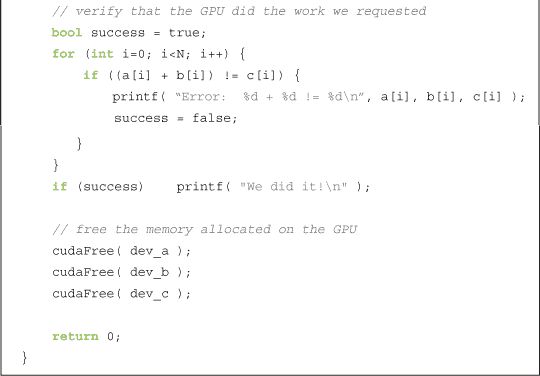 // verify that the GPU did the work we requested
bool success = true;
for (int i=0; i<N; i++) {
if ((a[i] + b[i]) != c[i]) {
printf( “Error:  %d + %d != %d\n”, a[i], b[i], c[i] );
success = false;
}
}
if (success)    printf( "We did it!\n" );
// free the memory allocated on the GPU
cudaFree( dev_a );
cudaFree( dev_b );
cudaFree( dev_c );
return 0;
}